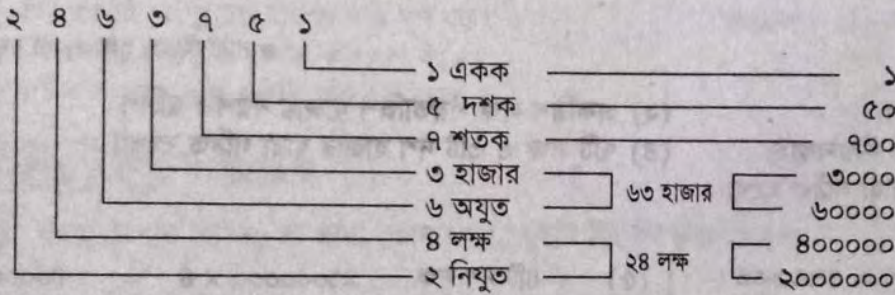 ২ ৪ ৬ ৩ ৭ ৫ ১
১ একক ১
৫ দশক ৫০
৭ শতক ৭০০
৩ হাজার ৩০০০
৬৩ হাজার
৬ অযুত ৬০০০০
৪ লক্ষ ৪০০০০০
২৪ লক্ষ
২ নিযুত ২০০০০০০